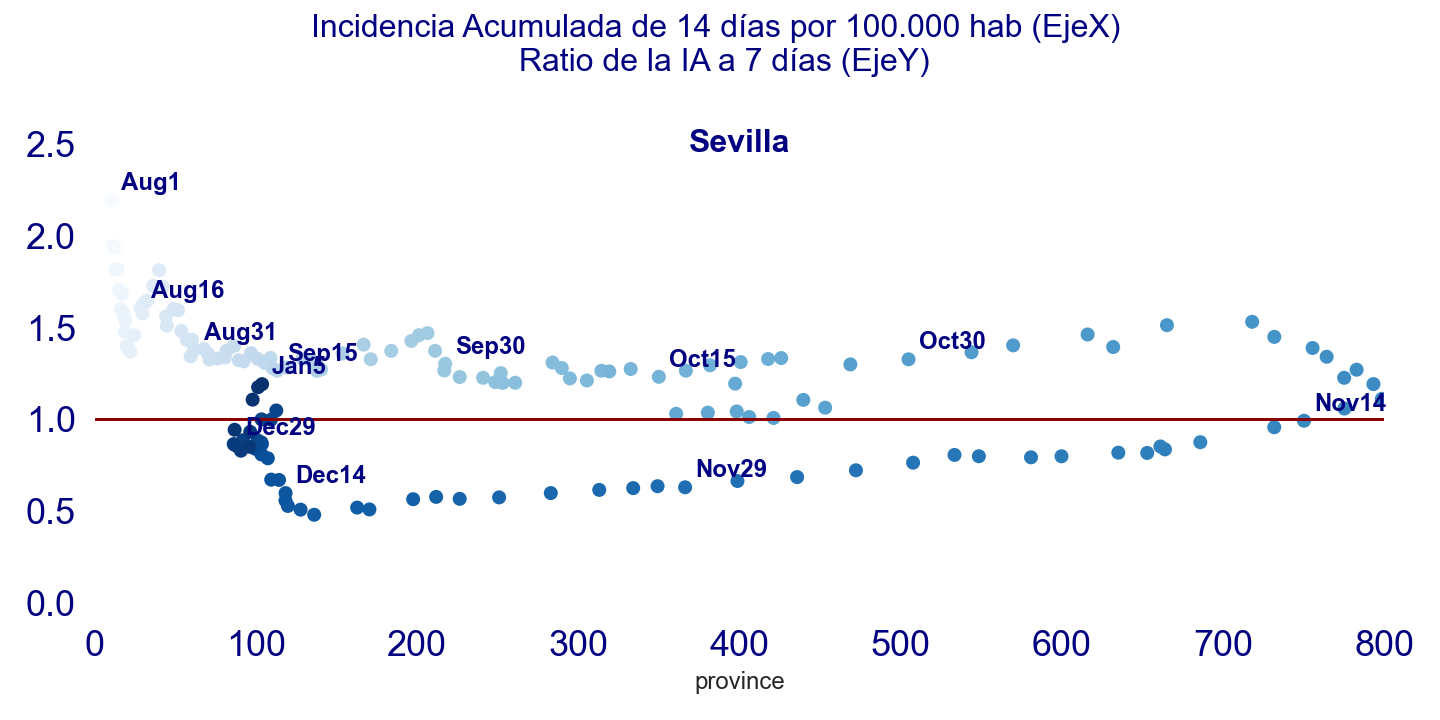 Incidencia Acumulada de 14 días por 100.000 hab (EjeX)
Ratio de la IA a 7 días (EjeY)
Sevilla
2.5
Aug1
2.0
Aug16
1.5
Aug31
Sep15
Sep30
Oct15
Oct30
Jan5
Nov14
1.0
Dec29
Dec14
Nov29
0.5
0.0
0 100 200 300 400 500 600 700 800
province